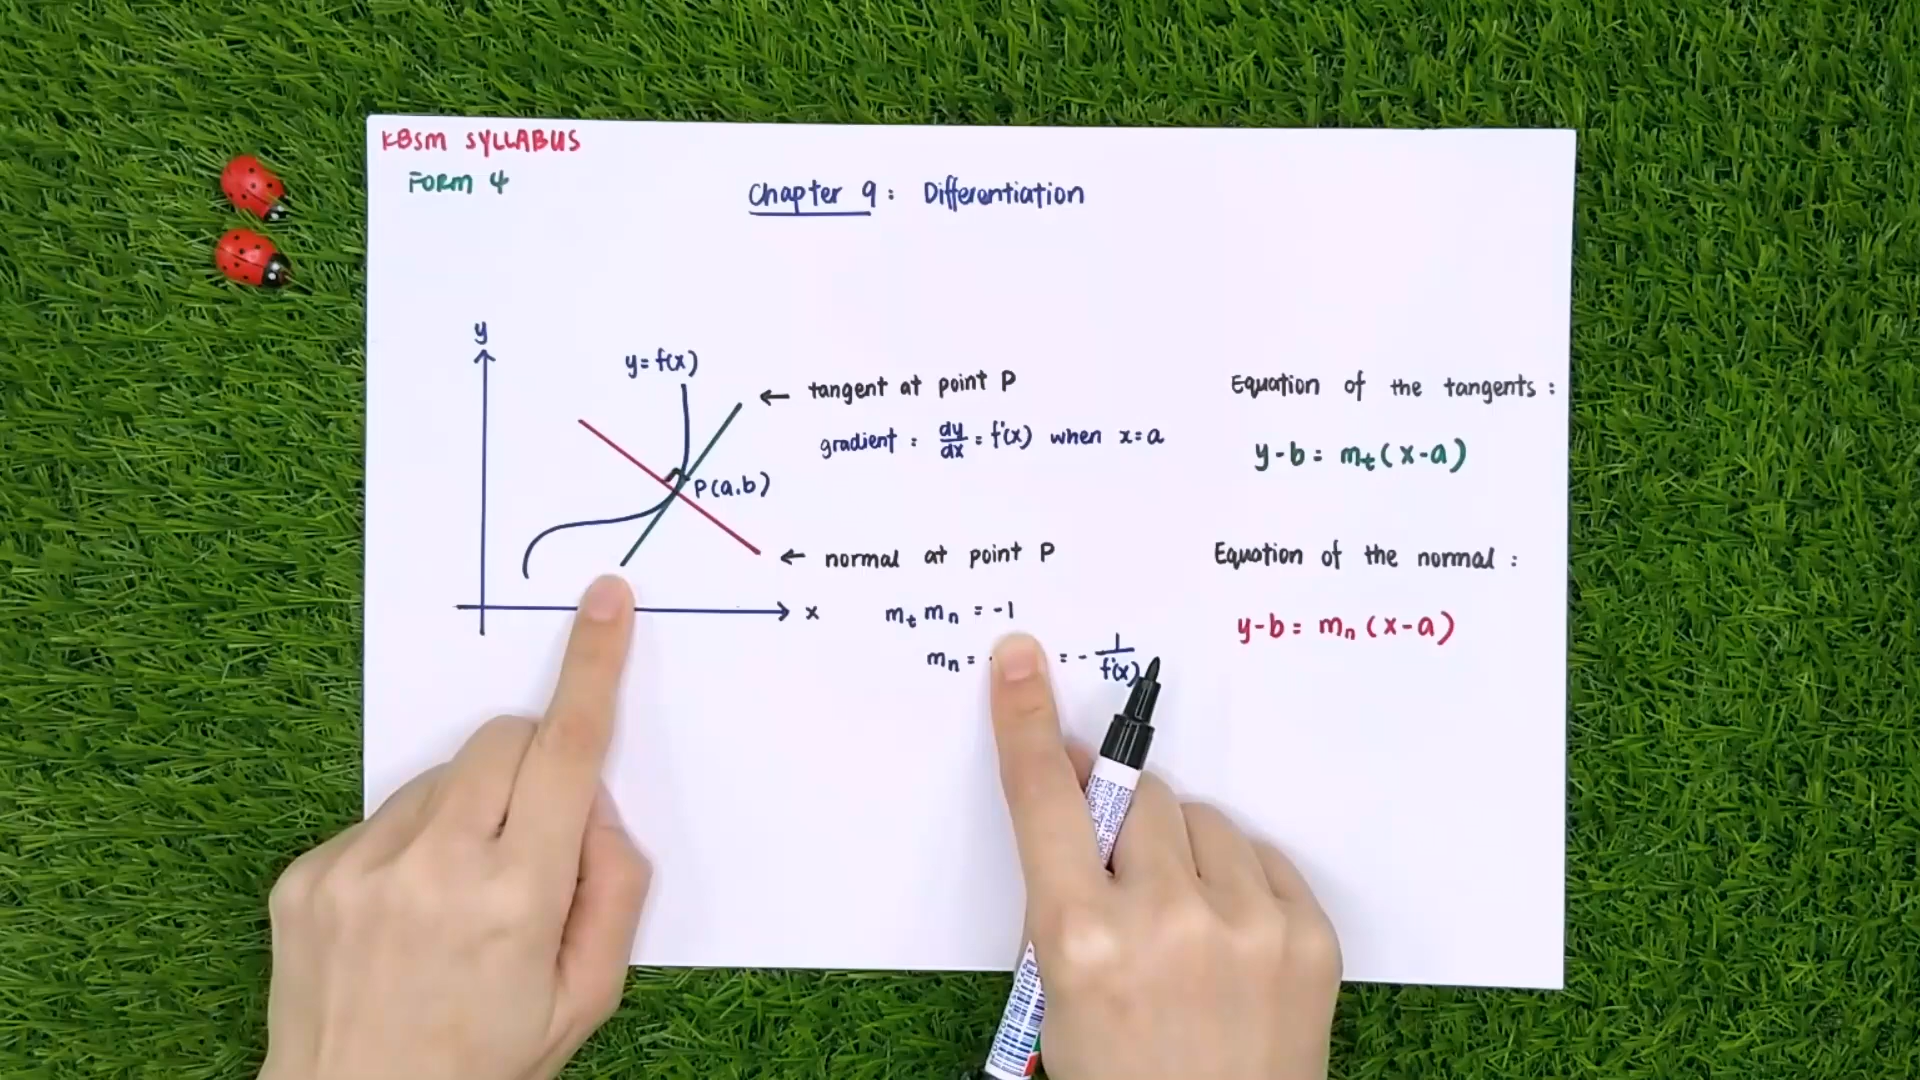 KBSM SYLLABUS
FORM 4
Chapter 9: Differentiation
y
y=f(x)
P(a,b)
x
← tangent at point P
gradient : dy/dx = f'(x) when x=a
← normal at point P
mₜ mₙ = -1
mₙ = = - 1/f'(x)
Equation of the tangents :
y-b = mₜ(x-a)
Equation of the normal :
y-b = mₙ(x-a)